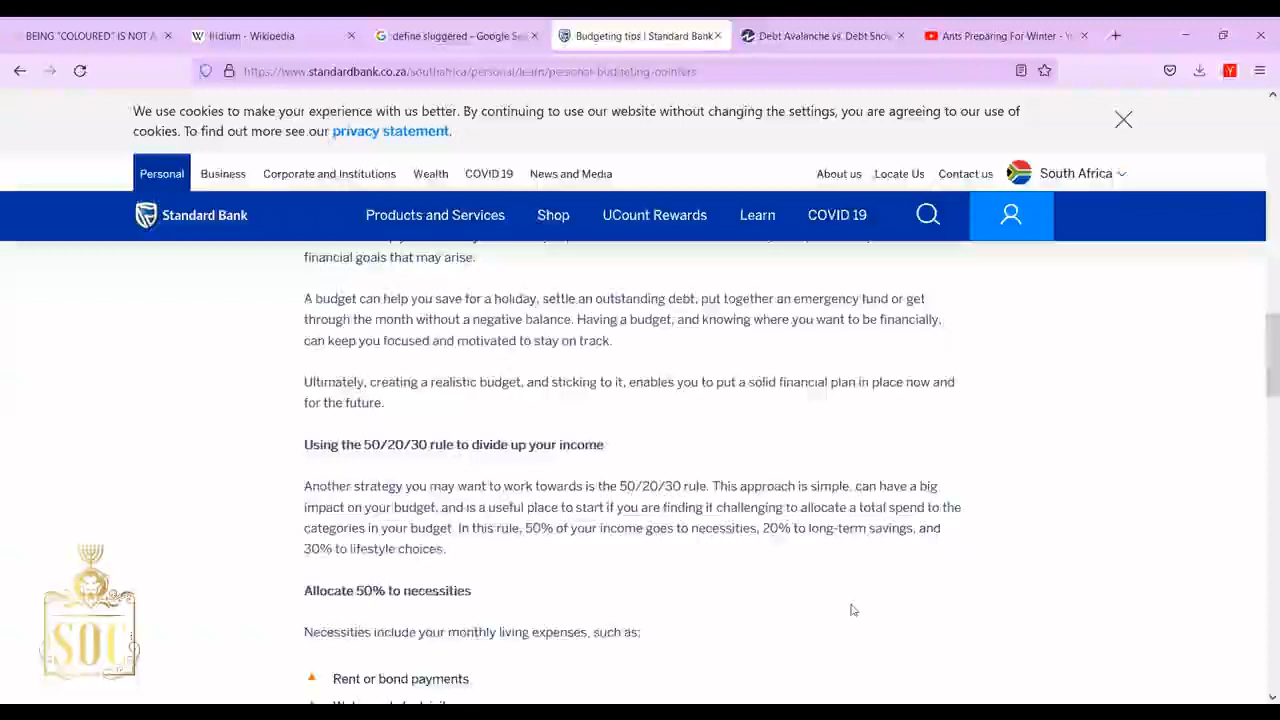 BEING "COLOURED" IS NOT A
Iridium - Wikipedia
define sluggered - Google Sea
Budgeting tips | Standard Bank
Debt Avalanche vs. Debt Snow
Ants Preparing For Winter - Y
https://www.standardbank.co.za/southafrica/personal/learn/personal-budgeting-pointers
We use cookies to make your experience with us better. By continuing to use our website without changing the settings, you are agreeing to our use of
cookies. To find out more see our privacy statement.
Personal Business Corporate and Institutions Wealth COVID 19 News and Media About us Locate Us Contact us South Africa
Standard Bank Products and Services Shop UCount Rewards Learn COVID 19
financial goals that may arise.
A budget can help you save for a holiday, settle an outstanding debt, put together an emergency fund or get
through the month without a negative balance. Having a budget, and knowing where you want to be financially,
can keep you focused and motivated to stay on track.
Ultimately, creating a realistic budget, and sticking to it, enables you to put a solid financial plan in place now and
for the future.
Using the 50/20/30 rule to divide up your income
Another strategy you may want to work towards is the 50/20/30 rule. This approach is simple, can have a big
impact on your budget, and is a useful place to start if you are finding it challenging to allocate a total spend to the
categories in your budget. In this rule, 50% of your income goes to necessities, 20% to long-term savings, and
30% to lifestyle choices.
Allocate 50% to necessities
Necessities include your monthly living expenses, such as:
Rent or bond payments
SOC